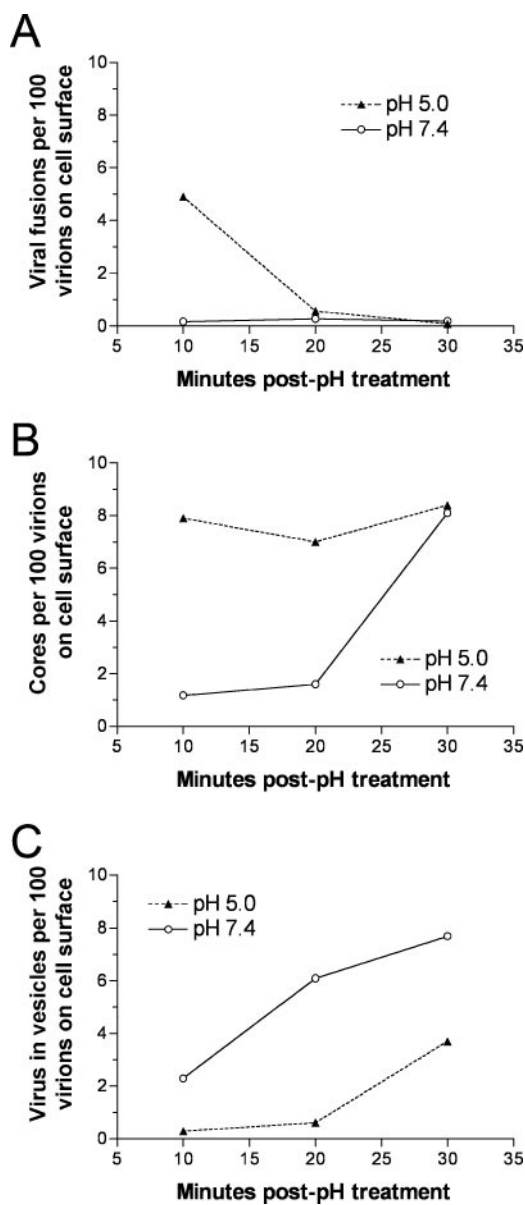 A
Viral fusions per 100
virions on cell surface
10
8
6
4
2
0
pH 5.0
pH 7.4
5 10 15 20 25 30 35
Minutes post-pH treatment
B
Cores per 100 virions
on cell surface
10
8
6
4
2
0
pH 5.0
pH 7.4
5 10 15 20 25 30 35
Minutes post-pH treatment
C
Virus in vesicles per 100
virions on cell surface
10
8
6
4
2
0
pH 5.0
pH 7.4
5 10 15 20 25 30 35
Minutes post-pH treatment